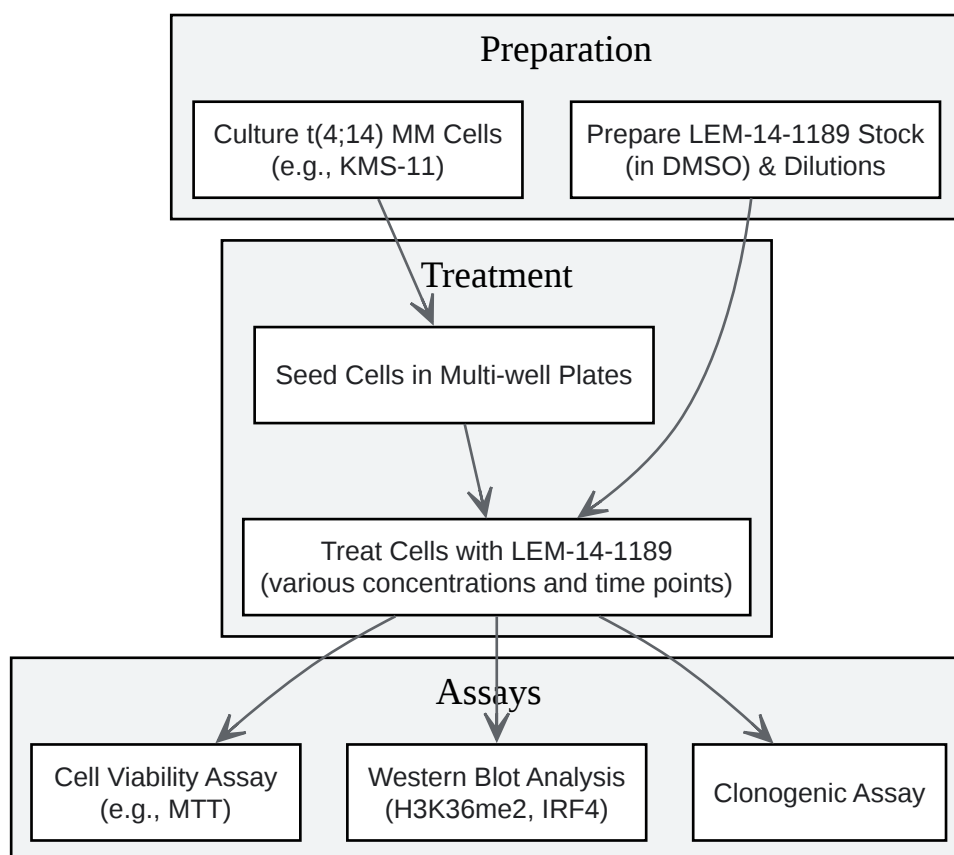 Preparation
Culture t(4;14) MM Cells
(e.g., KMS-11)
Prepare LEM-14-1189 Stock
(in DMSO) & Dilutions
Treatment
Seed Cells in Multi-well Plates
Treat Cells with LEM-14-1189
(various concentrations and time points)
Assays
Cell Viability Assay
(e.g., MTT)
Western Blot Analysis
(H3K36me2, IRF4)
Clonogenic Assay